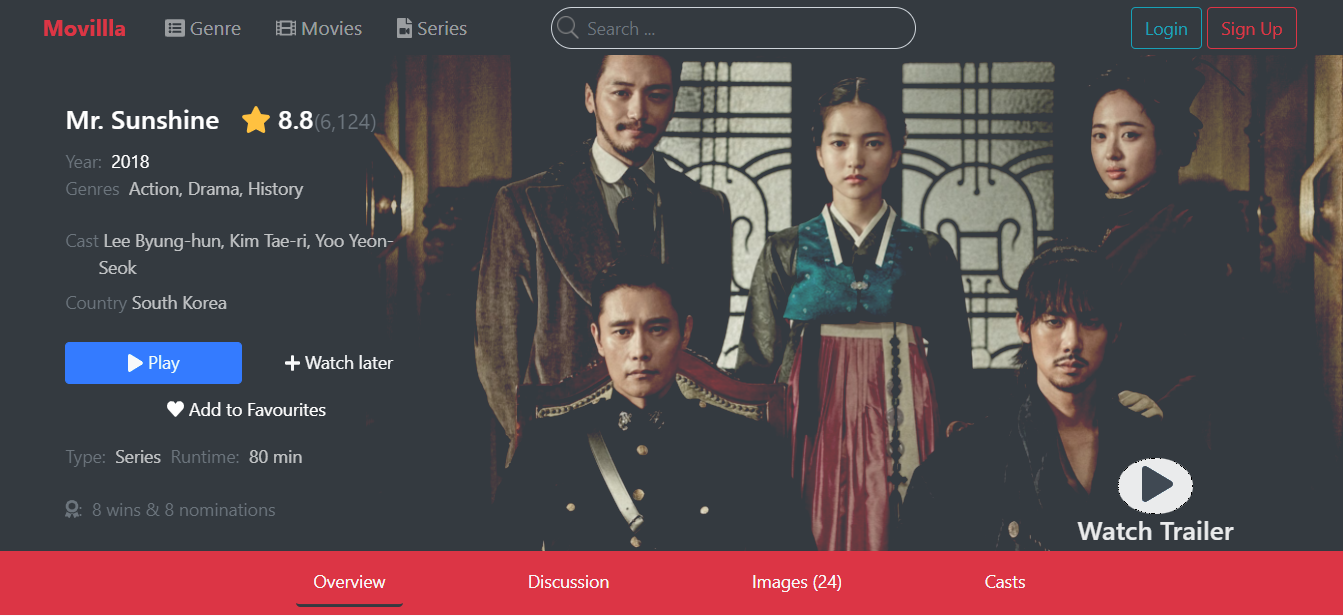 Movillla Genre Movies Series Search ... Login Sign Up
Mr. Sunshine 8.8(6,124)
Year: 2018
Genres Action, Drama, History
Cast Lee Byung-hun, Kim Tae-ri, Yoo Yeon-
Seok
Country South Korea
Play Watch later
Add to Favourites
Type: Series Runtime: 80 min
: 8 wins & 8 nominations
Watch Trailer
Overview Discussion Images (24) Casts